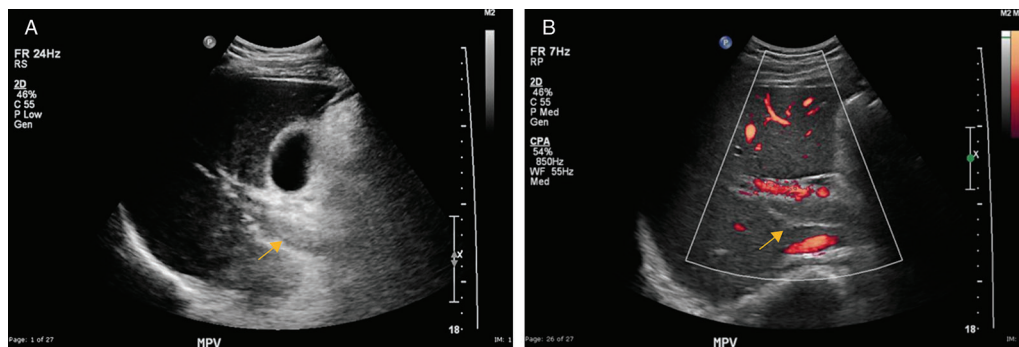 A
M2
P
FR 24Hz
RS
2D
46%
C 55
P Low
Gen
X
18
Page: 1 of 27
MPV
IM: 1
B
M2 M
P
FR 7Hz
RP
2D
46%
C 55
P Med
Gen
CPA
54%
850Hz
WF 55Hz
Med
X
18
Page: 26 of 27
MPV
IM: